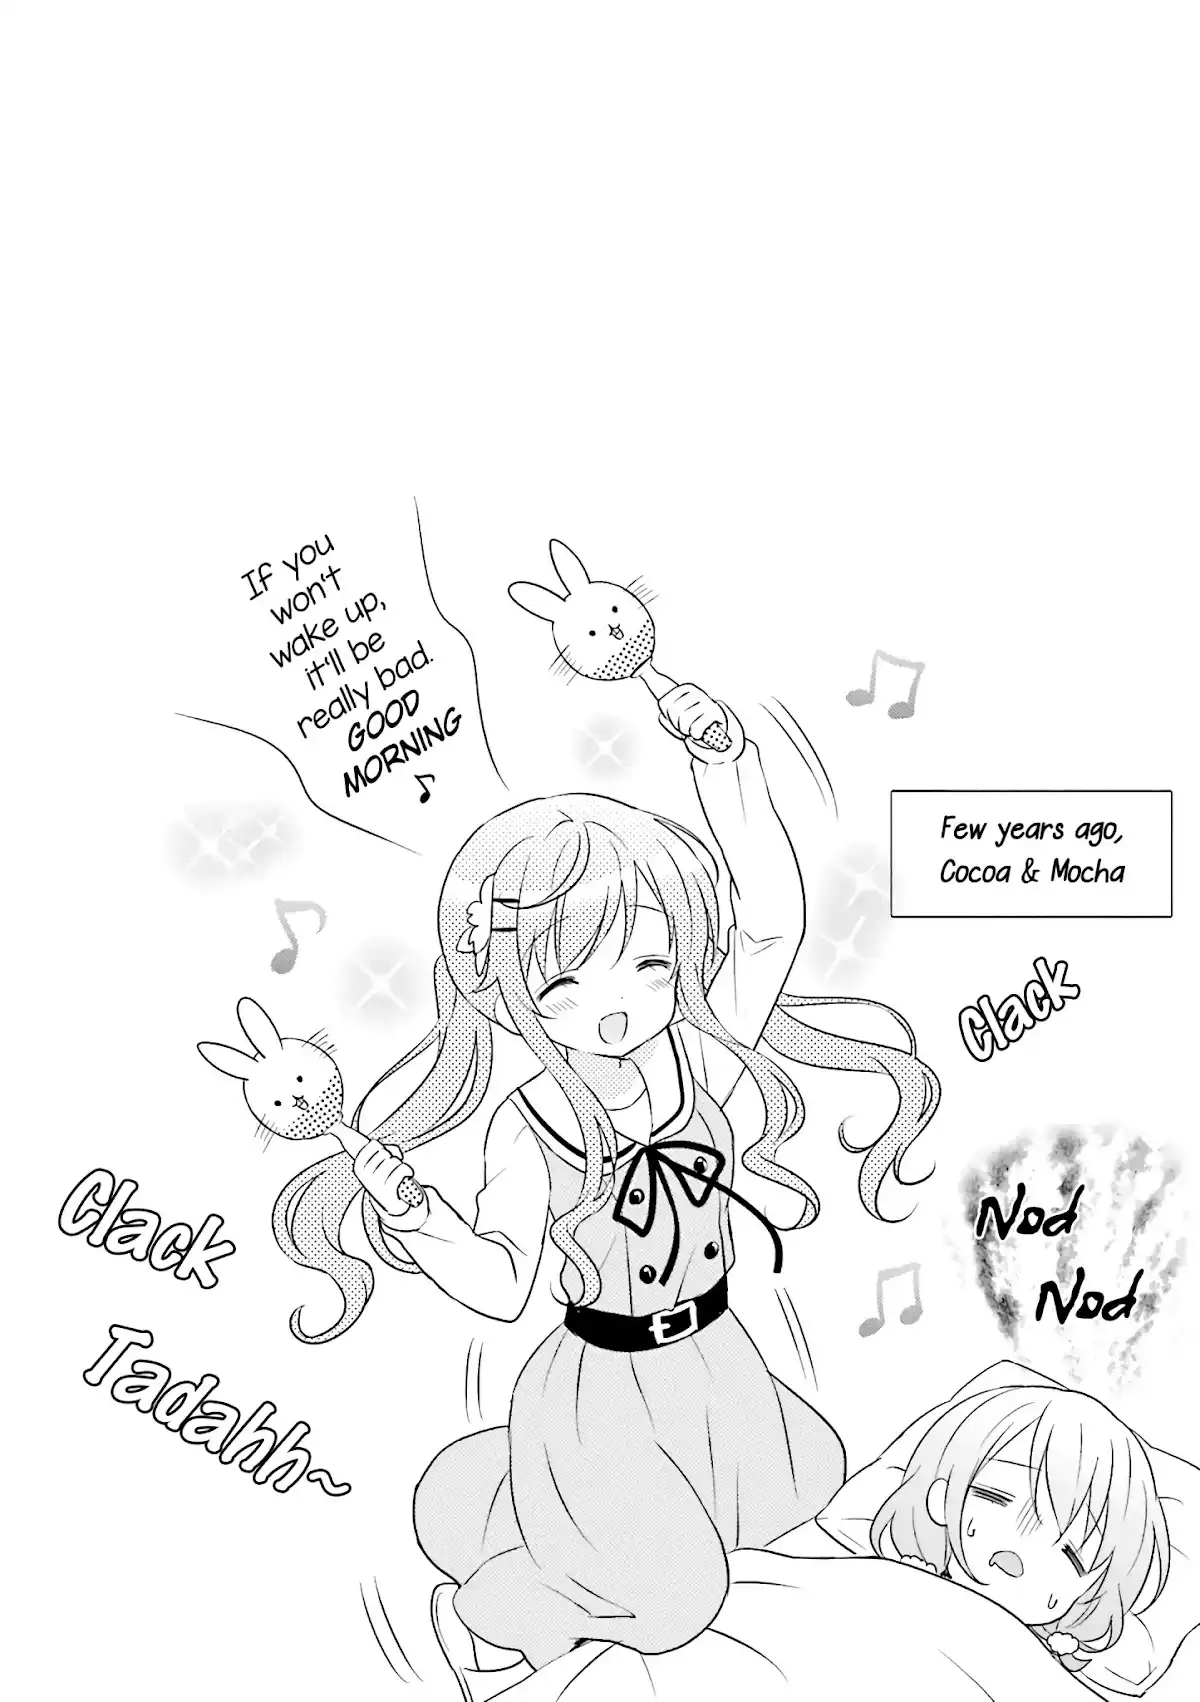 If you
won't
wake up,
it'll be
really bad.
GOOD
MORNING
♪
Few years ago,
Cocoa & Mocha
Clack
Clack
Tadahh~
Nod
Nod